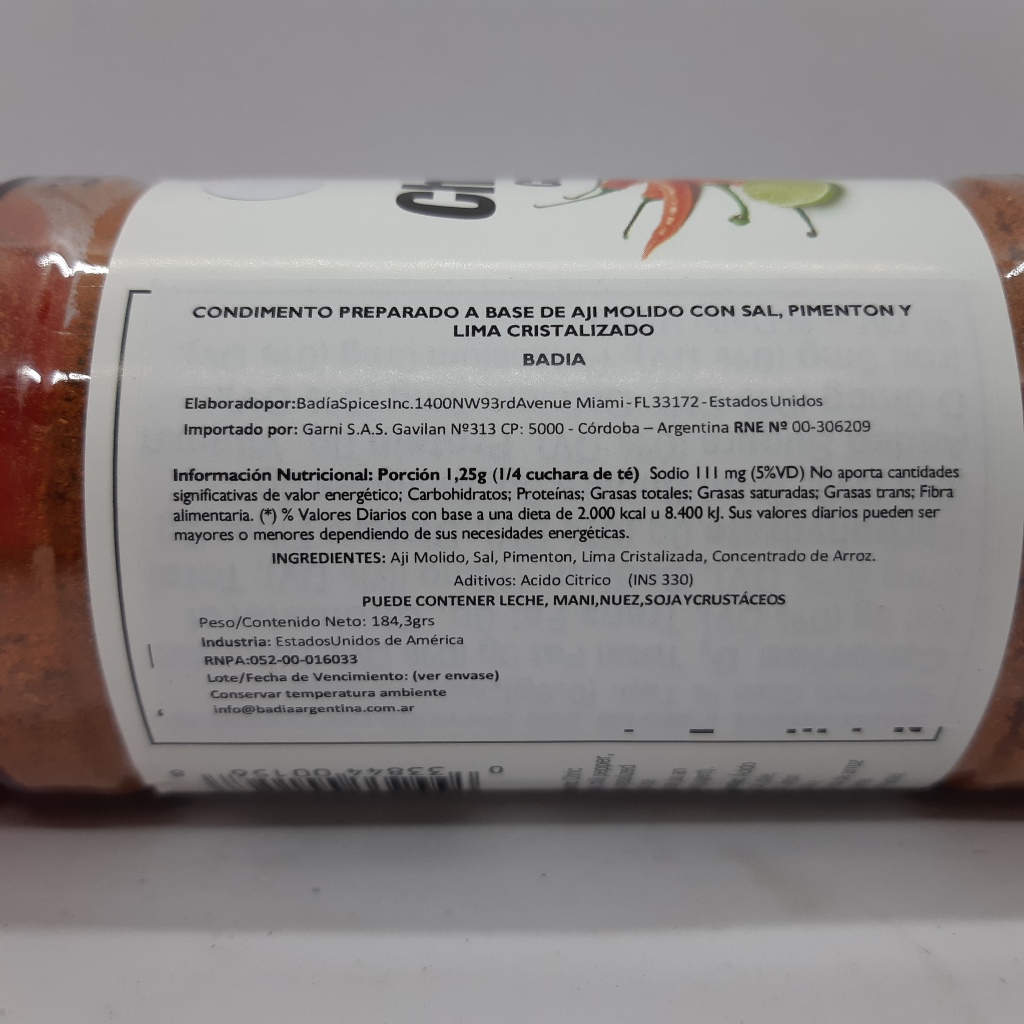 CONDIMENTO PREPARADO A BASE DE AJI MOLIDO CON SAL, PIMENTON Y
LIMA CRISTALIZADO
BADIA
Elaboradopor:BadíaSpicesInc.1400NW93rdAvenue Miami-FL33172-EstadosUnidos
Importado por: Garni S.A.S. Gavilan Nº313 CP: 5000 - Córdoba – Argentina RNE Nº 00-306209
Información Nutricional: Porción 1,25g (1/4 cuchara de té) Sodio 111 mg (5%VD) No aporta cantidades
significativas de valor energético; Carbohidratos; Proteínas; Grasas totales; Grasas saturadas; Grasas trans; Fibra
alimentaria. (*) % Valores Diarios con base a una dieta de 2.000 kcal u 8.400 kJ. Sus valores diarios pueden ser
mayores o menores dependiendo de sus necesidades energéticas.
INGREDIENTES: Aji Molido, Sal, Pimenton, Lima Cristalizada, Concentrado de Arroz.
Aditivos: Acido Citrico (INS 330)
PUEDE CONTENER LECHE, MANI,NUEZ,SOJAYCRUSTÁCEOS
Peso/Contenido Neto: 184,3grs
Industria: EstadosUnidos de América
RNPA:052-00-016033
Lote/Fecha de Vencimiento: (ver envase)
Conservar temperatura ambiente
info@badiaargentina.com.ar